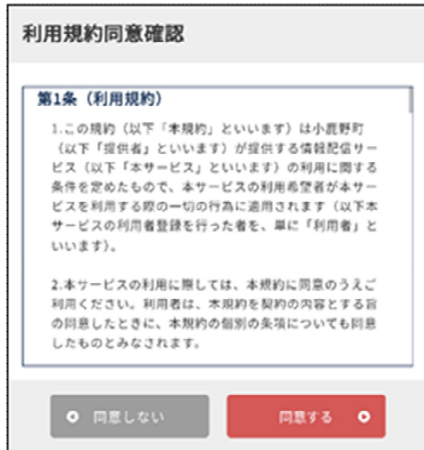 利用規約同意確認
第1条（利用規約）
1.この規約（以下「本規約」といいます）は小鹿野町
（以下「提供者」といいます）が提供する情報配信サー
ビス（以下「本サービス」といいます）の利用に関する
条件を定めたもので、本サービスの利用希望者が本サー
ビスを利用する際の一切の行為に適用されます（以下本
サービスの利用者登録を行った者を、単に「利用者」と
いいます）。
2.本サービスの利用に際しては、本規約に同意のうえご
利用ください。利用者は、本規約を契約の内容とする旨
の同意したときに、本規約の個別の条項についても同意
したものとみなされます。
同意しない
同意する